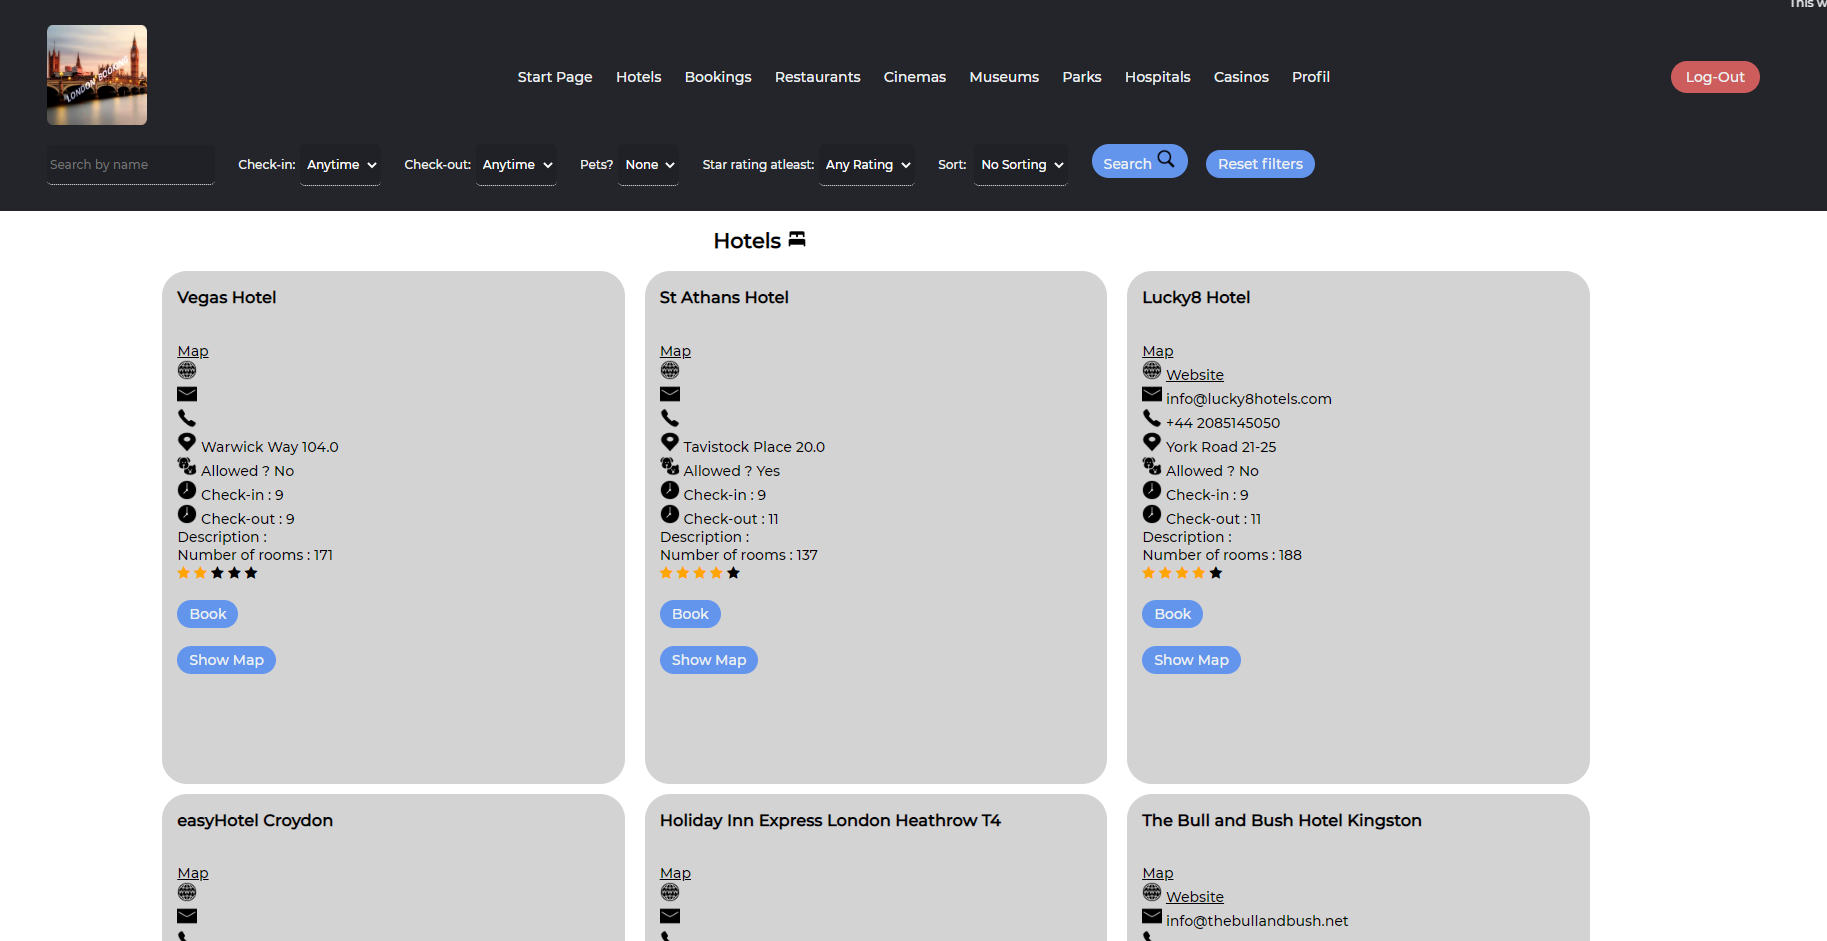 This w
"LONDON BOOKING"
Start Page Hotels Bookings Restaurants Cinemas Museums Parks Hospitals Casinos Profil
Log-Out
Search by name Check-in: Anytime Check-out: Anytime Pets? None Star rating atleast: Any Rating Sort: No Sorting Search Reset filters
Hotels
Vegas Hotel
Map
Warwick Way 104.0
Allowed ? No
Check-in : 9
Check-out : 9
Description :
Number of rooms : 171
Book
Show Map
St Athans Hotel
Map
Tavistock Place 20.0
Allowed ? Yes
Check-in : 9
Check-out : 11
Description :
Number of rooms : 137
Book
Show Map
Lucky8 Hotel
Map
Website
info@lucky8hotels.com
+44 2085145050
York Road 21-25
Allowed ? No
Check-in : 9
Check-out : 11
Description :
Number of rooms : 188
Book
Show Map
easyHotel Croydon
Map
Holiday Inn Express London Heathrow T4
Map
The Bull and Bush Hotel Kingston
Map
Website
info@thebullandbush.net